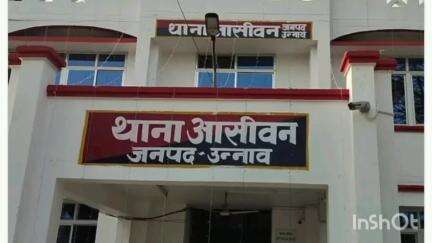 थाना आसीवन जनपद
उन्नाव
थाना आसीवन
जनपद - उन्नाव
InShOt